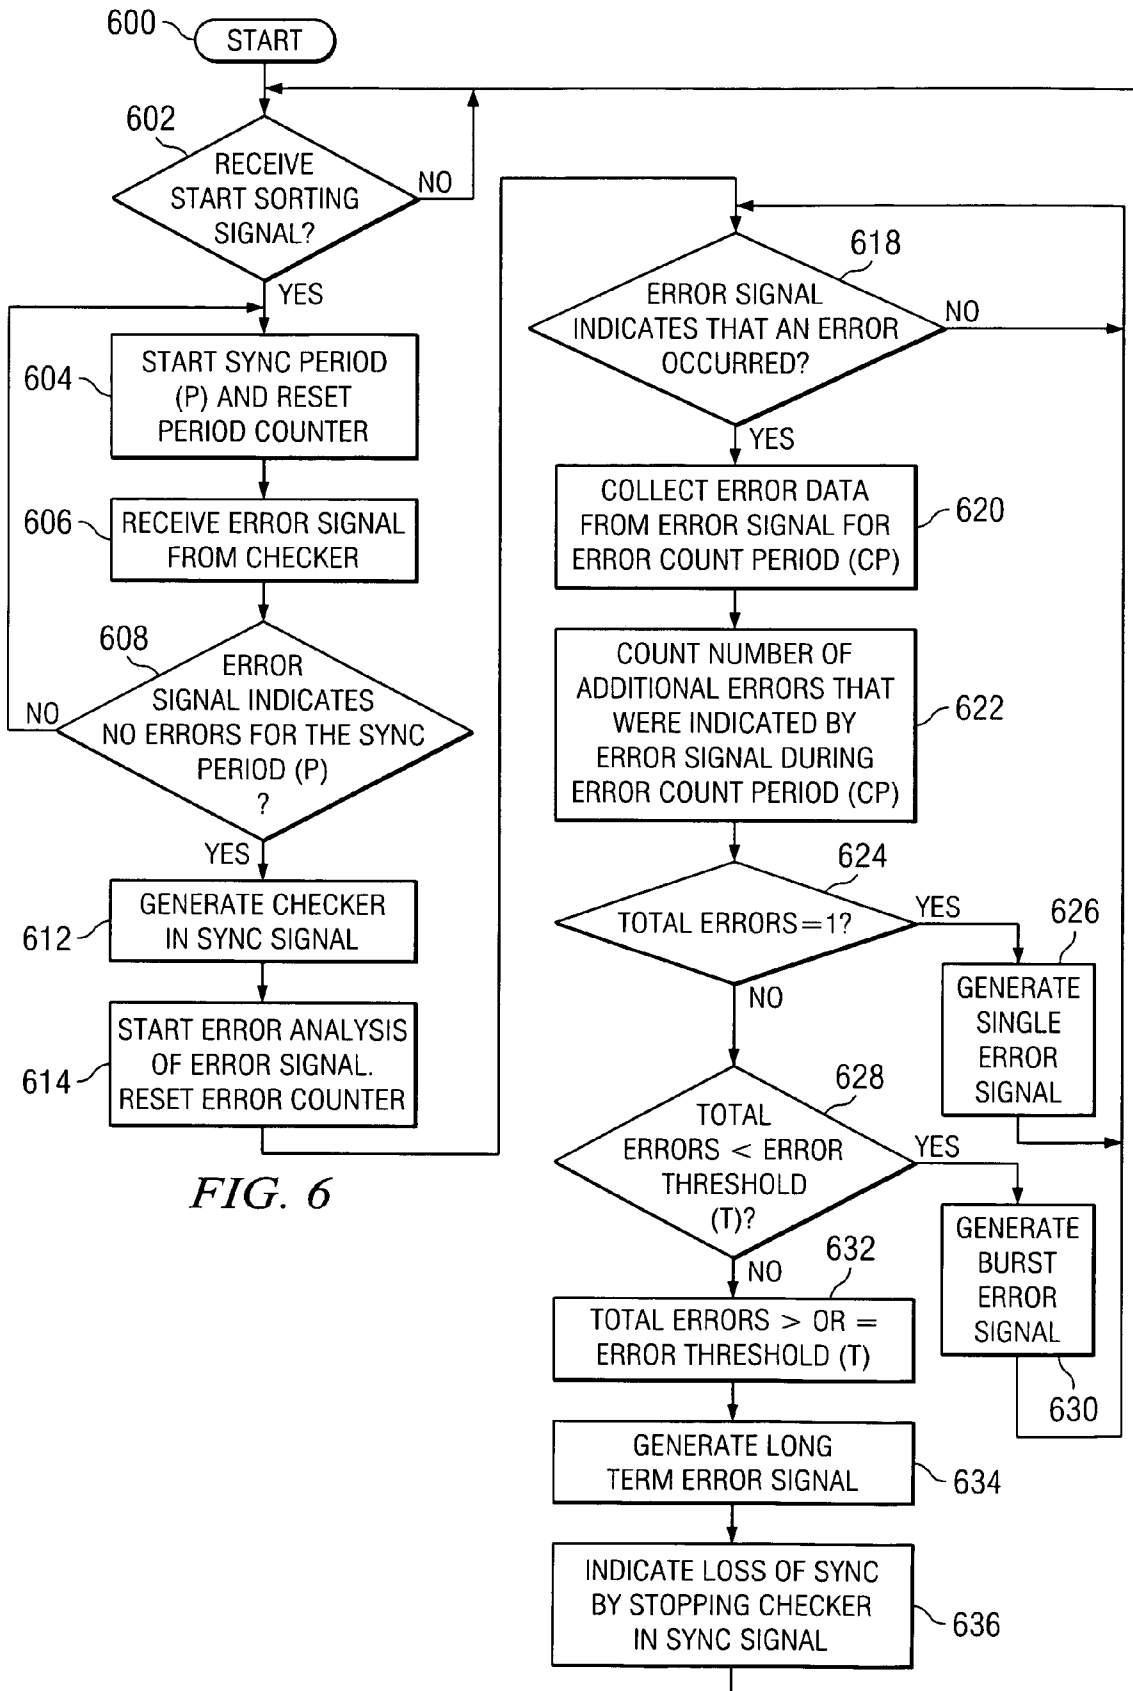 600
START
602
RECEIVE
START SORTING
SIGNAL?
NO
YES
604
START SYNC PERIOD
(P) AND RESET
PERIOD COUNTER
606
RECEIVE ERROR SIGNAL
FROM CHECKER
608
ERROR
SIGNAL INDICATES
NO ERRORS FOR THE SYNC
PERIOD (P)
?
NO
YES
612
GENERATE CHECKER
IN SYNC SIGNAL
614
START ERROR ANALYSIS
OF ERROR SIGNAL.
RESET ERROR COUNTER
FIG. 6
618
ERROR SIGNAL
INDICATES THAT AN ERROR
OCCURRED?
NO
YES
COLLECT ERROR DATA
FROM ERROR SIGNAL FOR
ERROR COUNT PERIOD (CP)
620
COUNT NUMBER OF
ADDITIONAL ERRORS THAT
WERE INDICATED BY
ERROR SIGNAL DURING
ERROR COUNT PERIOD (CP)
622
624
TOTAL ERRORS=1?
YES
NO
626
GENERATE
SINGLE
ERROR
SIGNAL
628
TOTAL
ERRORS < ERROR
THRESHOLD
(T)?
YES
NO
GENERATE
BURST
ERROR
SIGNAL
630
632
TOTAL ERRORS > OR =
ERROR THRESHOLD (T)
GENERATE LONG
TERM ERROR SIGNAL
634
INDICATE LOSS OF SYNC
BY STOPPING CHECKER
IN SYNC SIGNAL
636